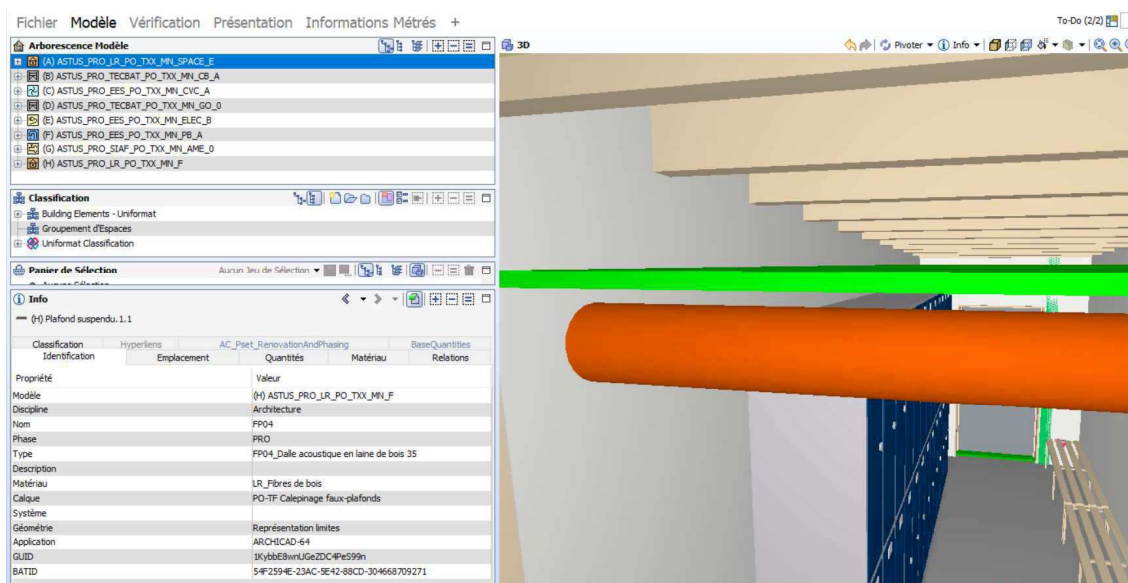 Fichier Modèle Vérification Présentation Informations Métrés +
To-Do (2/2)
Arborescence Modèle
(A) ASTUS_PRO_LR_PO_TXX_MN_SPACE_E
(B) ASTUS_PRO_TECBAT_PO_TXX_MN_CB_A
(C) ASTUS_PRO_EES_PO_TXX_MN_CVC_A
(D) ASTUS_PRO_TECBAT_PO_TXX_MN_GO_0
(E) ASTUS_PRO_EES_PO_TXX_MN_ELEC_B
(F) ASTUS_PRO_EES_PO_TXX_MN_PB_A
(G) ASTUS_PRO_SIAF_PO_TXX_MN_AME_0
(H) ASTUS_PRO_LR_PO_TXX_MN_F
Classification
Building Elements - Uniformat
Groupement d'Espaces
Uniformat Classification
Panier de Sélection Aucun Jeu de Sélection
Info
(H) Plafond suspendu.1.1
Classification Hyperliens AC_Pset_RenovationAndPhasing BaseQuantities
Identification Emplacement Quantités Matériau Relations
Propriété Valeur
Modèle (H) ASTUS_PRO_LR_PO_TXX_MN_F
Discipline Architecture
Nom FP04
Phase PRO
Type FP04_Dalle acoustique en laine de bois 35
Description
Matériau LR_Fibres de bois
Calque PO-TF Calepinage faux-plafonds
Système
Géométrie Représentation limites
Application ARCHICAD-64
GUID 1KybbE8wnUGeZDC4PeS99n
BATID 54F2594E-23AC-5E42-88CD-304668709271
3D
Pivoter Info